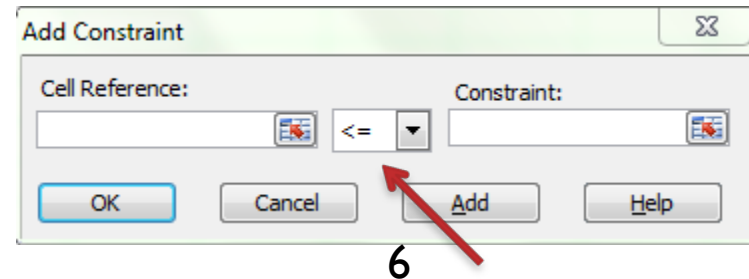 Add Constraint
Cell Reference: Constraint:
<=
OK Cancel Add Help
6